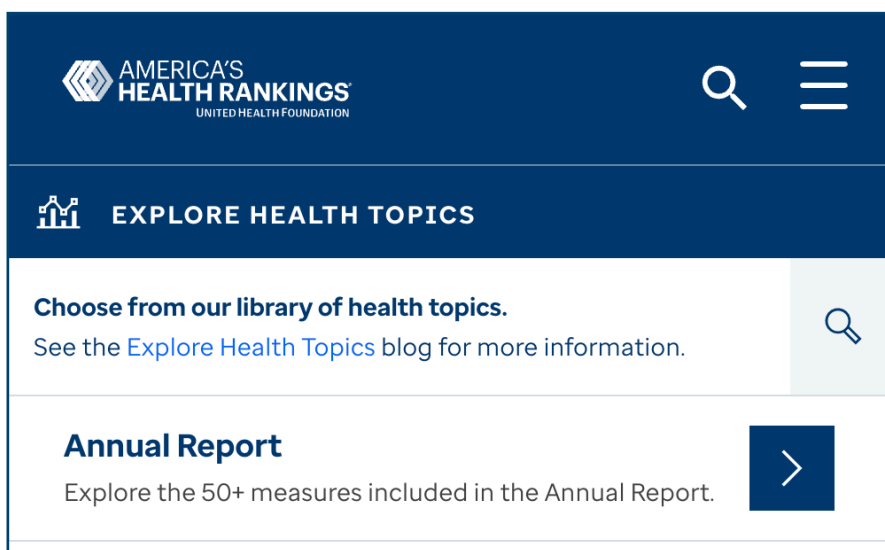 AMERICA'S
HEALTH RANKINGS®
UNITED HEALTH FOUNDATION
EXPLORE HEALTH TOPICS
Choose from our library of health topics.
See the Explore Health Topics blog for more information.
Annual Report
Explore the 50+ measures included in the Annual Report.